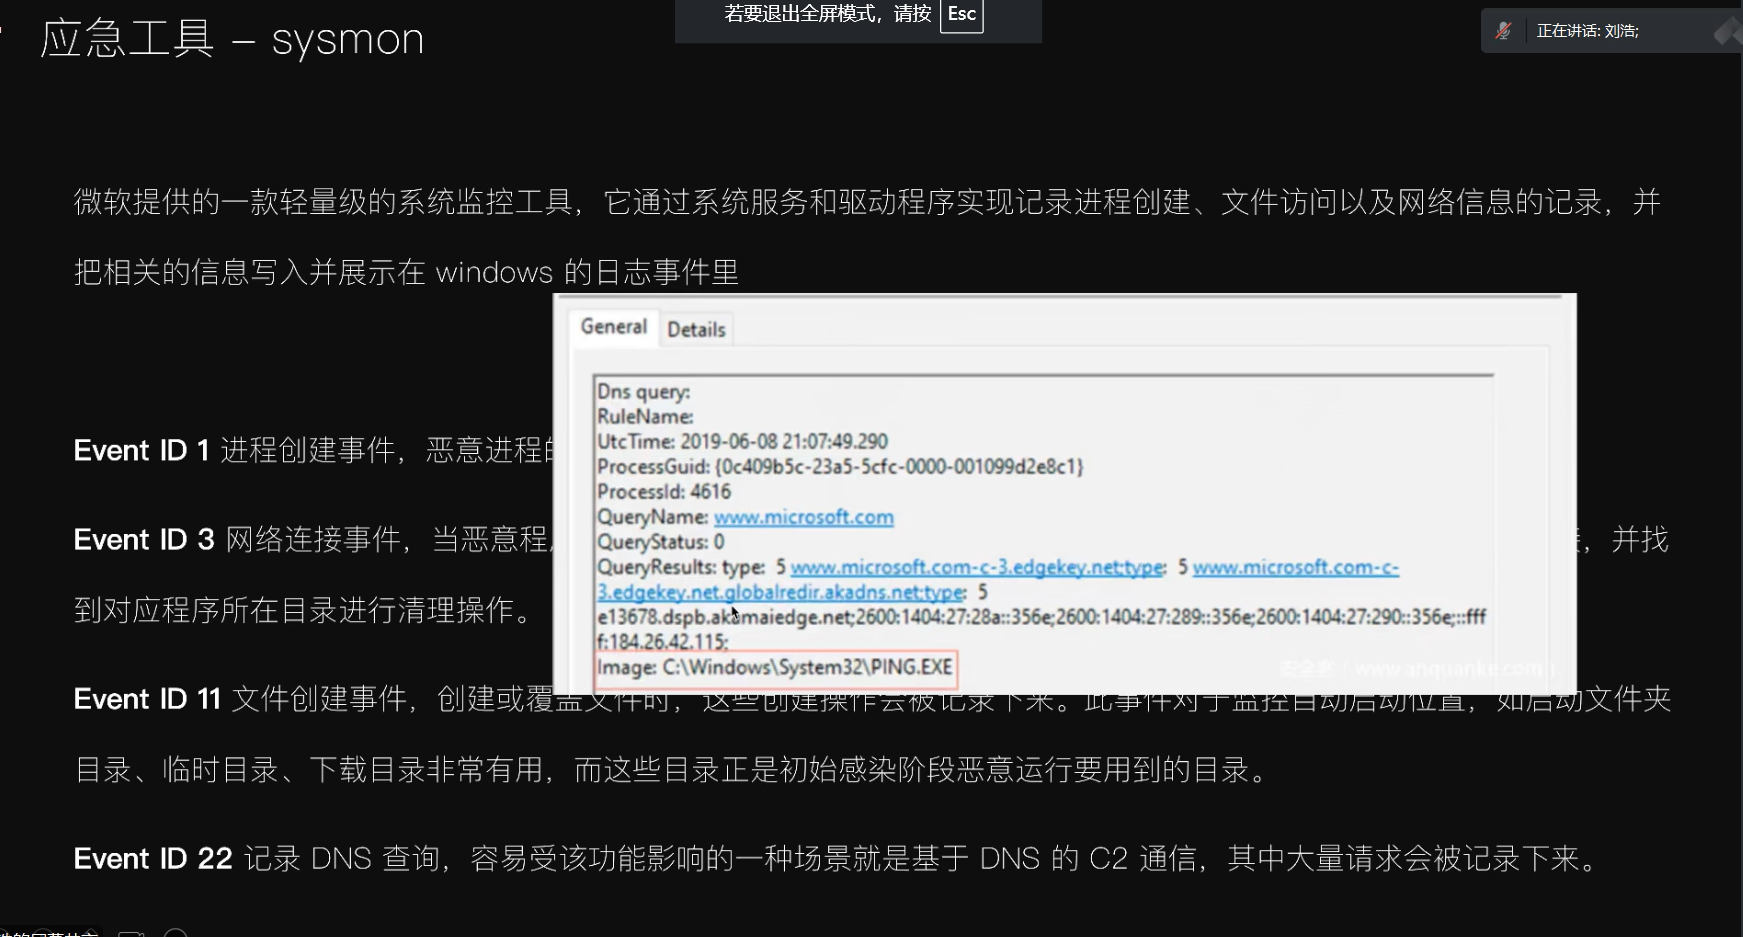 应急工具 – sysmon
若要退出全屏模式，请按 Esc
正在讲话: 刘浩;
微软提供的一款轻量级的系统监控工具，它通过系统服务和驱动程序实现记录进程创建、文件访问以及网络信息的记录，并
把相关的信息写入并展示在 windows 的日志事件里
General Details
Dns query:
RuleName:
UtcTime: 2019-06-08 21:07:49.290
ProcessGuid: {0c409b5c-23a5-5cfc-0000-001099d2e8c1}
ProcessId: 4616
QueryName: www.microsoft.com
QueryStatus: 0
QueryResults: type: 5 www.microsoft.com-c-3.edgekey.net;type: 5 www.microsoft.com-c-
3.edgekey.net.globalredir.akadns.net;type: 5
e13678.dspb.akamaiedge.net;2600:1404:27:28a::356e;2600:1404:27:289::356e;2600:1404:27:290::356e;::fff
f:184.26.42.115;
Image: C:\Windows\System32\PING.EXE
安全客 | www.anquanke.com
Event ID 1 进程创建事件，恶意进程的
Event ID 3 网络连接事件，当恶意程
，并找
到对应程序所在目录进行清理操作。
Event ID 11 文件创建事件，创建或覆盖文件时，这些创建操作会被记录下来。此事件对于监控自动启动位置，如启动文件夹
目录、临时目录、下载目录非常有用，而这些目录正是初始感染阶段恶意运行要用到的目录。
Event ID 22 记录 DNS 查询，容易受该功能影响的一种场景就是基于 DNS 的 C2 通信，其中大量请求会被记录下来。